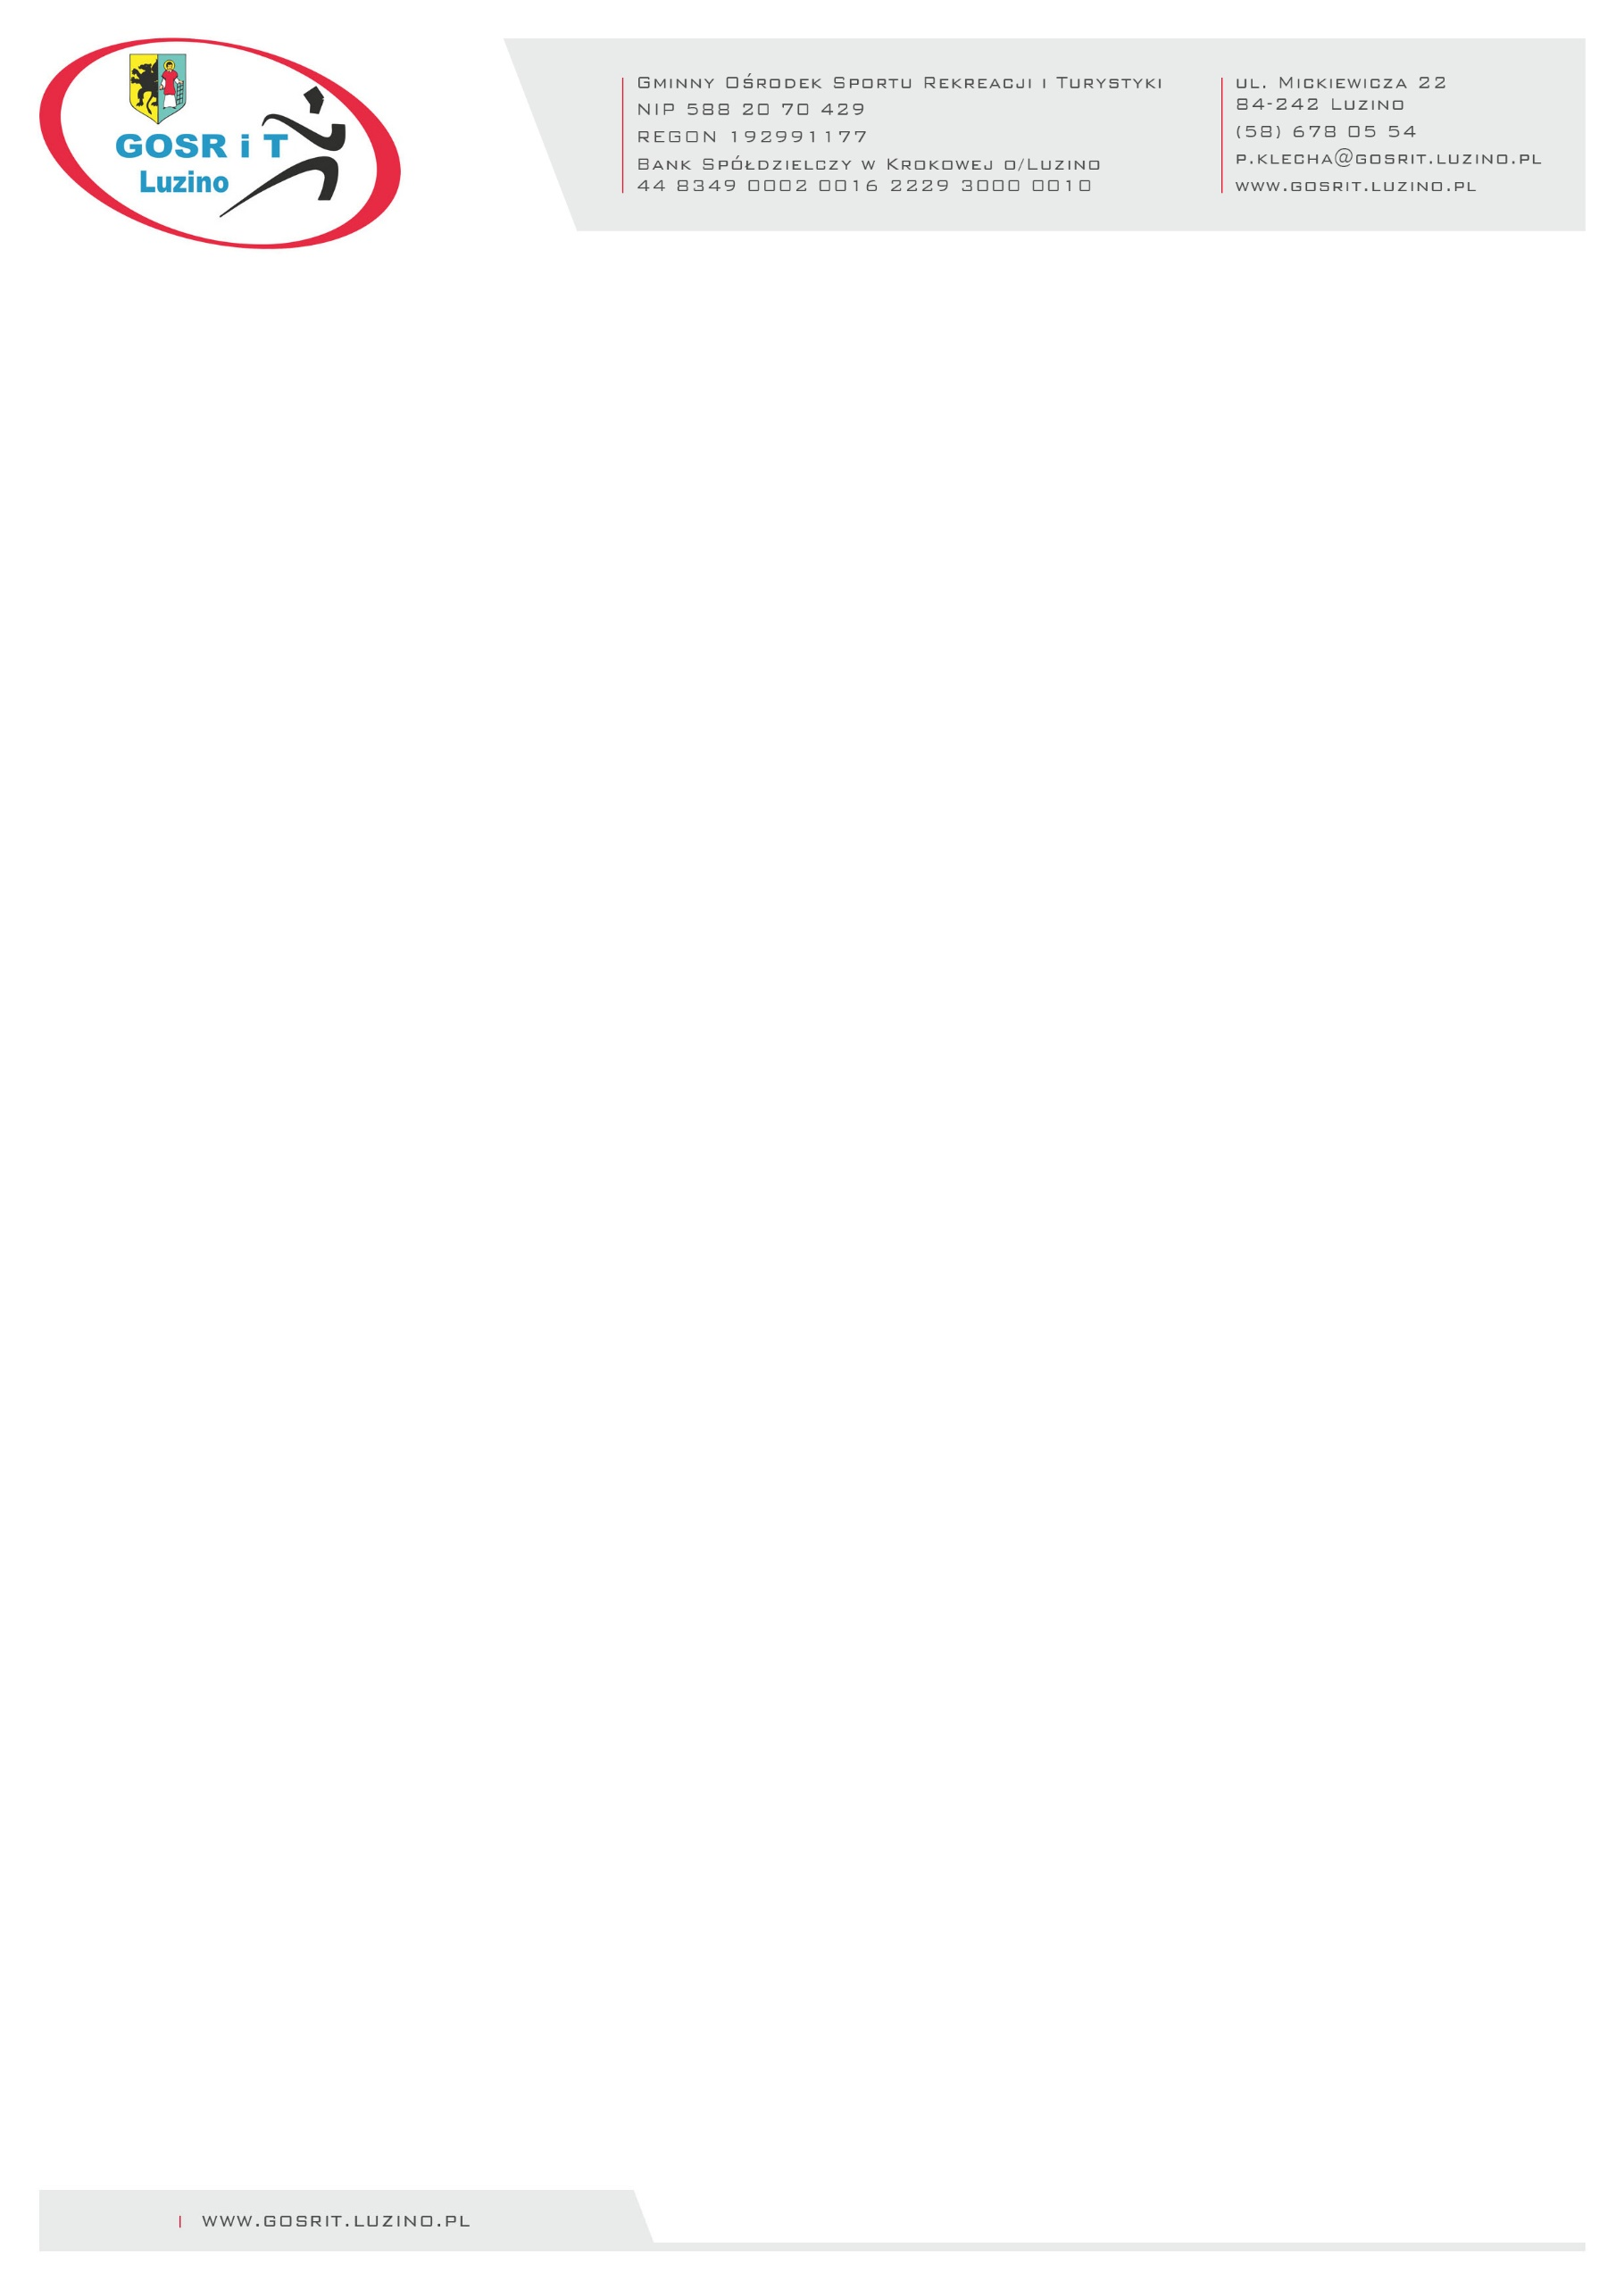 GOSR i T
Luzino
Gminny Ośrodek Sportu Rekreacji i Turystyki
NIP 588 20 70 429
REGON 192991177
Bank Spółdzielczy w Krokowej o/Luzino
44 8349 0002 0016 2229 3000 0010
ul. Mickiewicza 22
84-242 Luzino
(58) 678 05 54
p.klecha@gosrit.luzino.pl
www.gosrit.luzino.pl
www.gosrit.luzino.pl